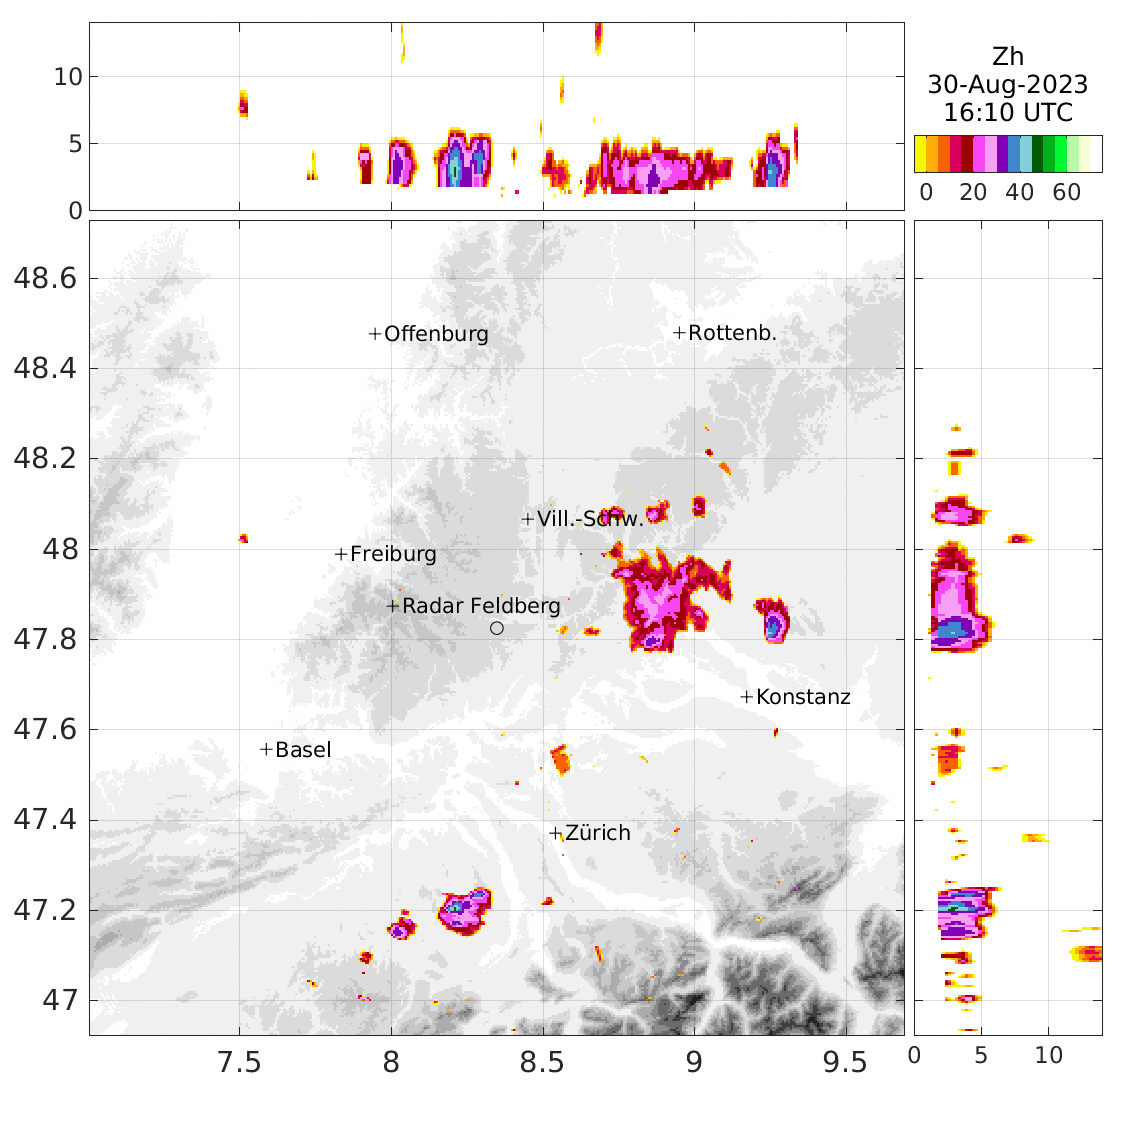 Zh
30-Aug-2023
16:10 UTC
0 20 40 60
10
5
0
48.6
48.4
48.2
48
47.8
47.6
47.4
47.2
47
Offenburg
Rottenb.
Vill.-Schw.
Freiburg
Radar Feldberg
Konstanz
Basel
Zürich
7.5 8 8.5 9 9.5
0 5 10